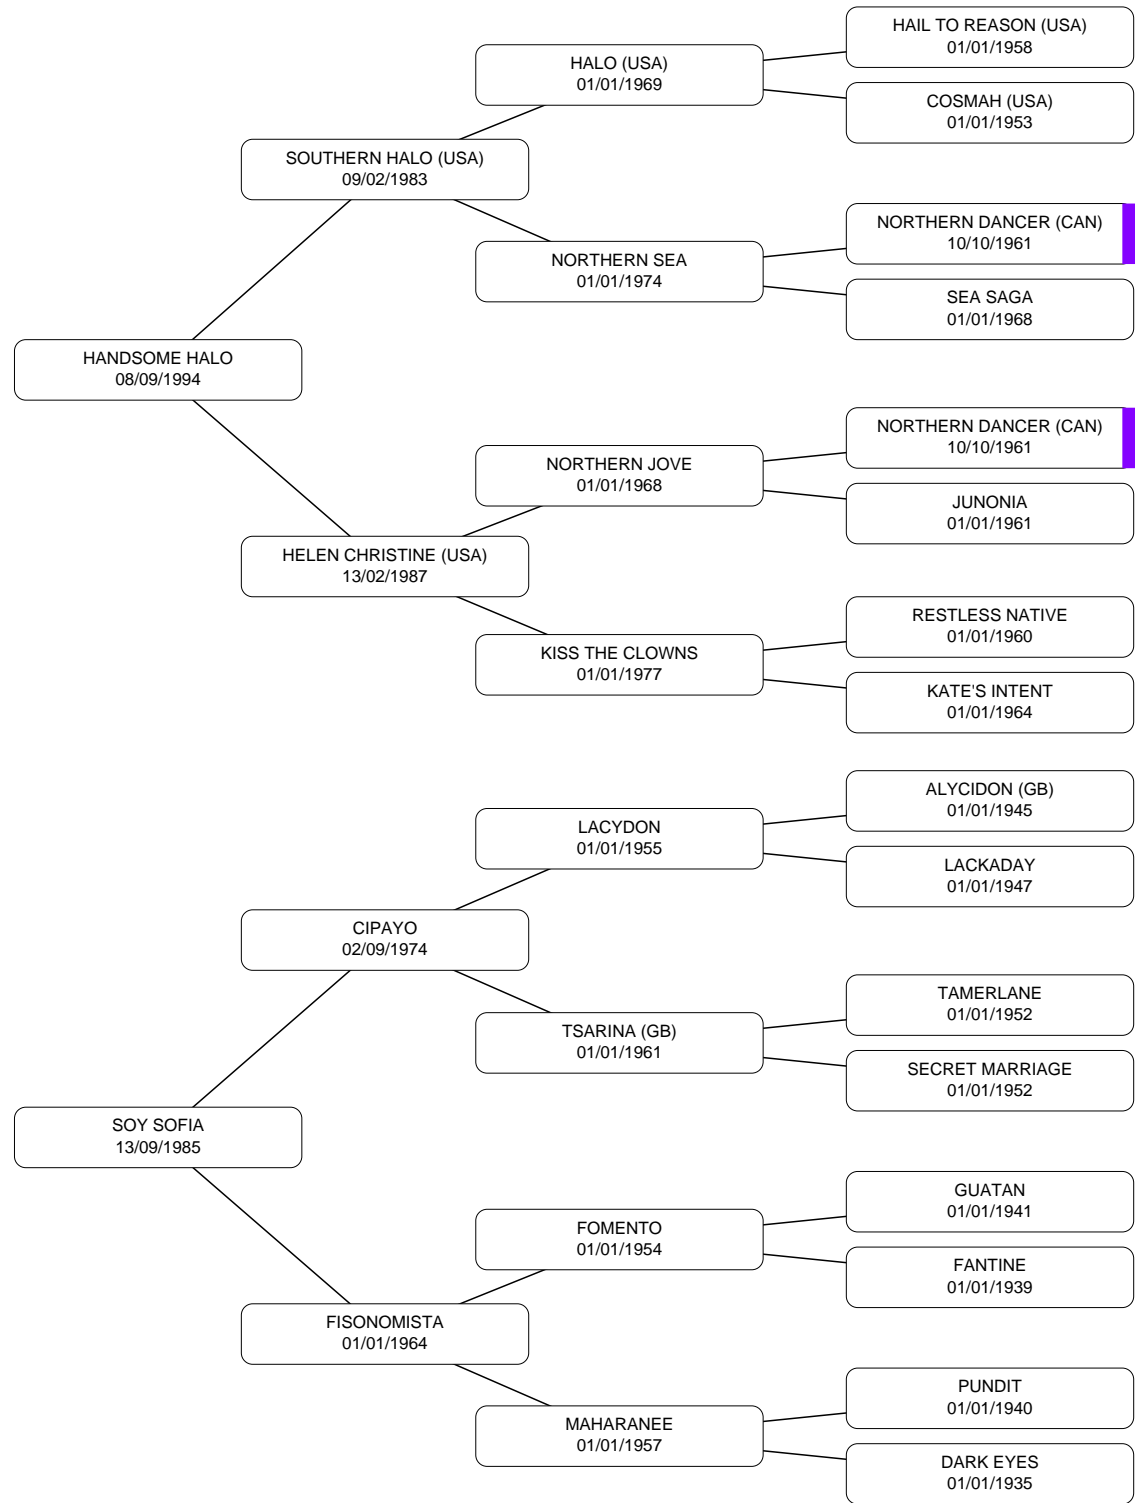 HAIL TO REASON (USA)
01/01/1958
HALO (USA)
01/01/1969
COSMAH (USA)
01/01/1953
SOUTHERN HALO (USA)
09/02/1983
NORTHERN DANCER (CAN)
10/10/1961
NORTHERN SEA
01/01/1974
SEA SAGA
01/01/1968
HANDSOME HALO
08/09/1994
NORTHERN DANCER (CAN)
10/10/1961
NORTHERN JOVE
01/01/1968
JUNONIA
01/01/1961
HELEN CHRISTINE (USA)
13/02/1987
RESTLESS NATIVE
01/01/1960
KISS THE CLOWNS
01/01/1977
KATE'S INTENT
01/01/1964
ALYCIDON (GB)
01/01/1945
LACYDON
01/01/1955
LACKADAY
01/01/1947
CIPAYO
02/09/1974
TAMERLANE
01/01/1952
TSARINA (GB)
01/01/1961
SECRET MARRIAGE
01/01/1952
SOY SOFIA
13/09/1985
GUATAN
01/01/1941
FOMENTO
01/01/1954
FANTINE
01/01/1939
FISONOMISTA
01/01/1964
PUNDIT
01/01/1940
MAHARANEE
01/01/1957
DARK EYES
01/01/1935